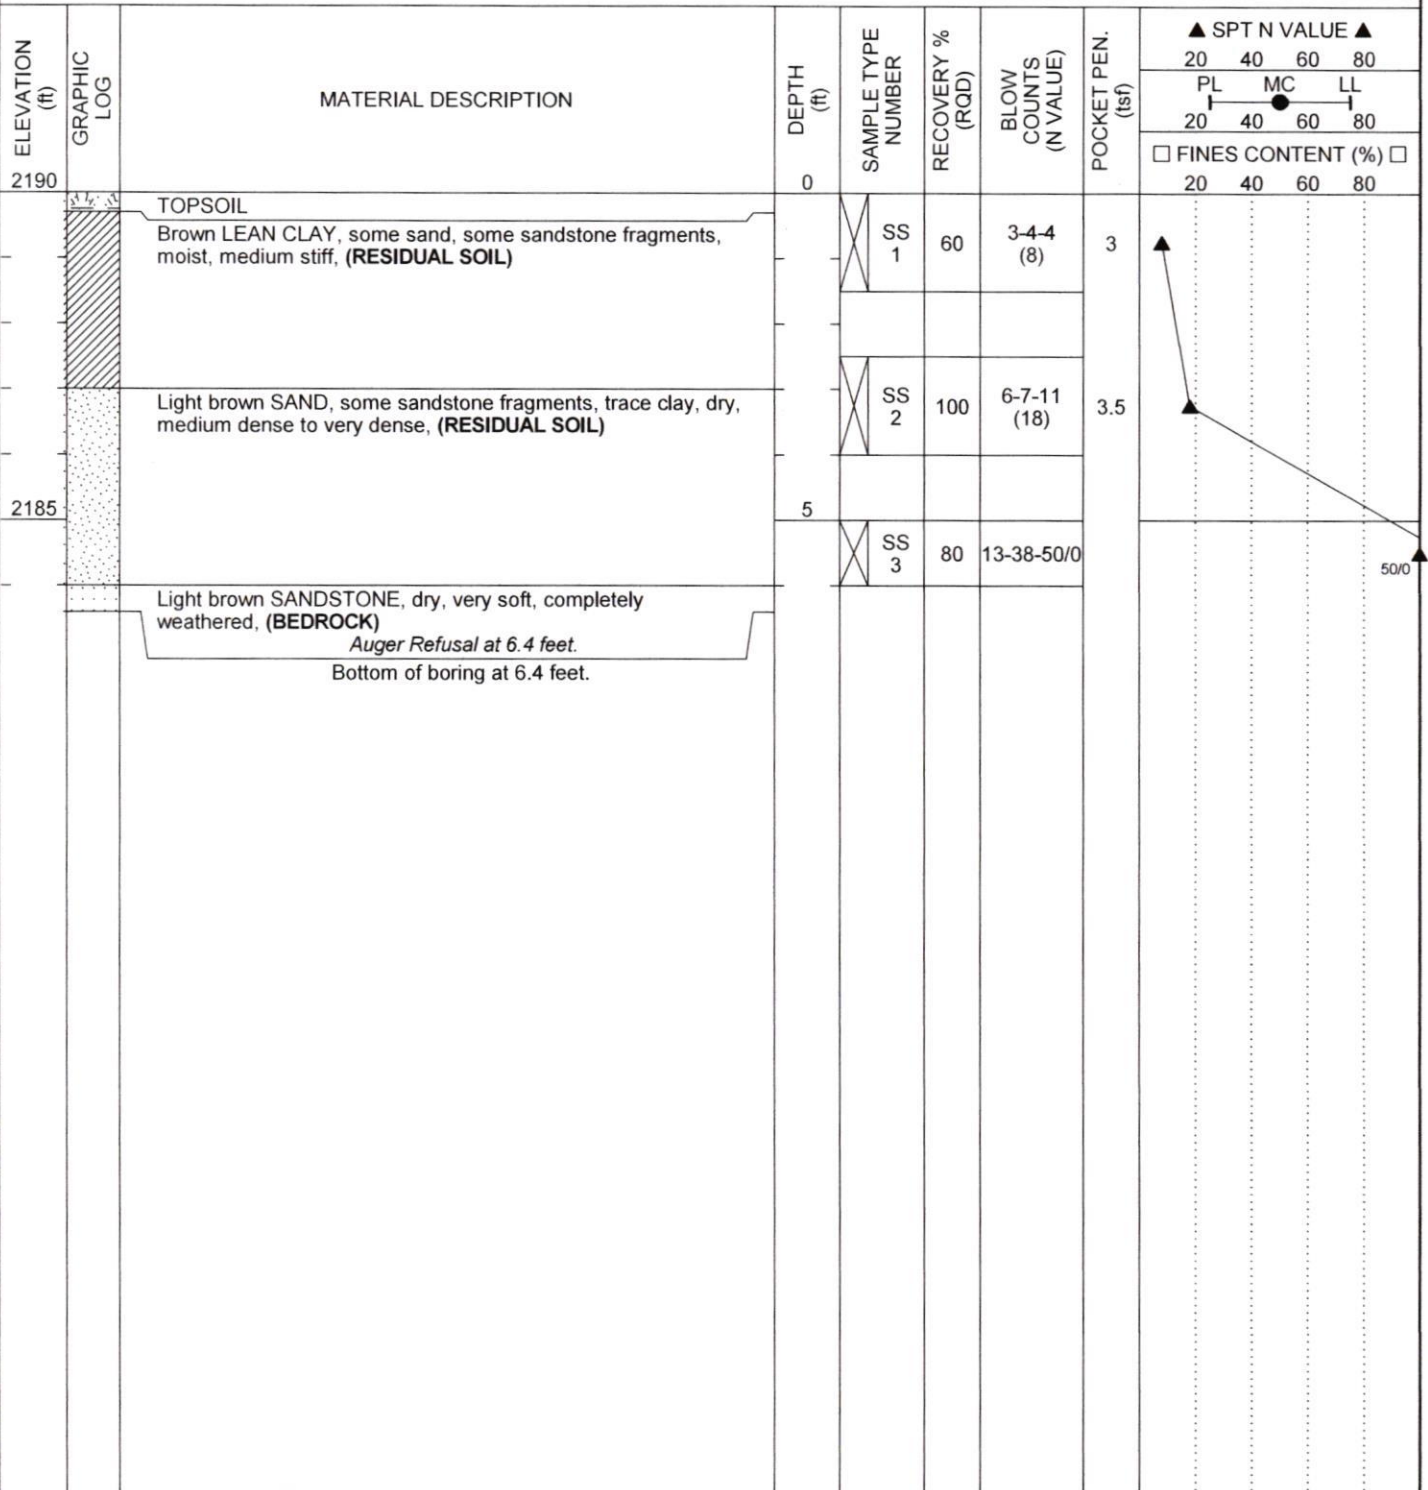 ELEVATION
(ft)
GRAPHIC
LOG
MATERIAL DESCRIPTION
DEPTH
(ft)
SAMPLE TYPE
NUMBER
RECOVERY %
(RQD)
BLOW
COUNTS
(N VALUE)
POCKET PEN.
(tsf)
▲ SPT N VALUE ▲
20 40 60 80
PL MC LL
20 40 60 80
□ FINES CONTENT (%) □
20 40 60 80
2190
0
TOPSOIL
Brown LEAN CLAY, some sand, some sandstone fragments,
moist, medium stiff, (RESIDUAL SOIL)
SS
1
60
3-4-4
(8)
3
Light brown SAND, some sandstone fragments, trace clay, dry,
medium dense to very dense, (RESIDUAL SOIL)
SS
2
100
6-7-11
(18)
3.5
2185
5
SS
3
80
13-38-50/0
50/0
Light brown SANDSTONE, dry, very soft, completely
weathered, (BEDROCK)
Auger Refusal at 6.4 feet.
Bottom of boring at 6.4 feet.